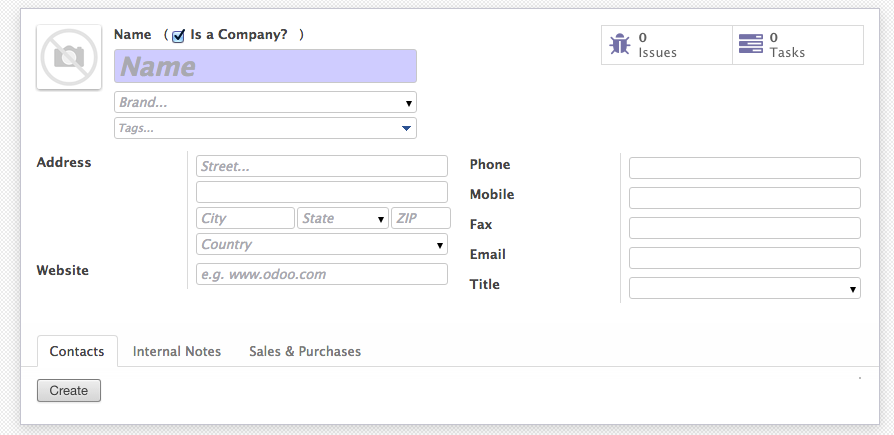 Name ( Is a Company? )
0 Issues
0 Tasks
Name
Brand...
Tags...
Address
Street...
City State ZIP
Country
Website
e.g. www.odoo.com
Phone
Mobile
Fax
Email
Title
Contacts Internal Notes Sales & Purchases
Create